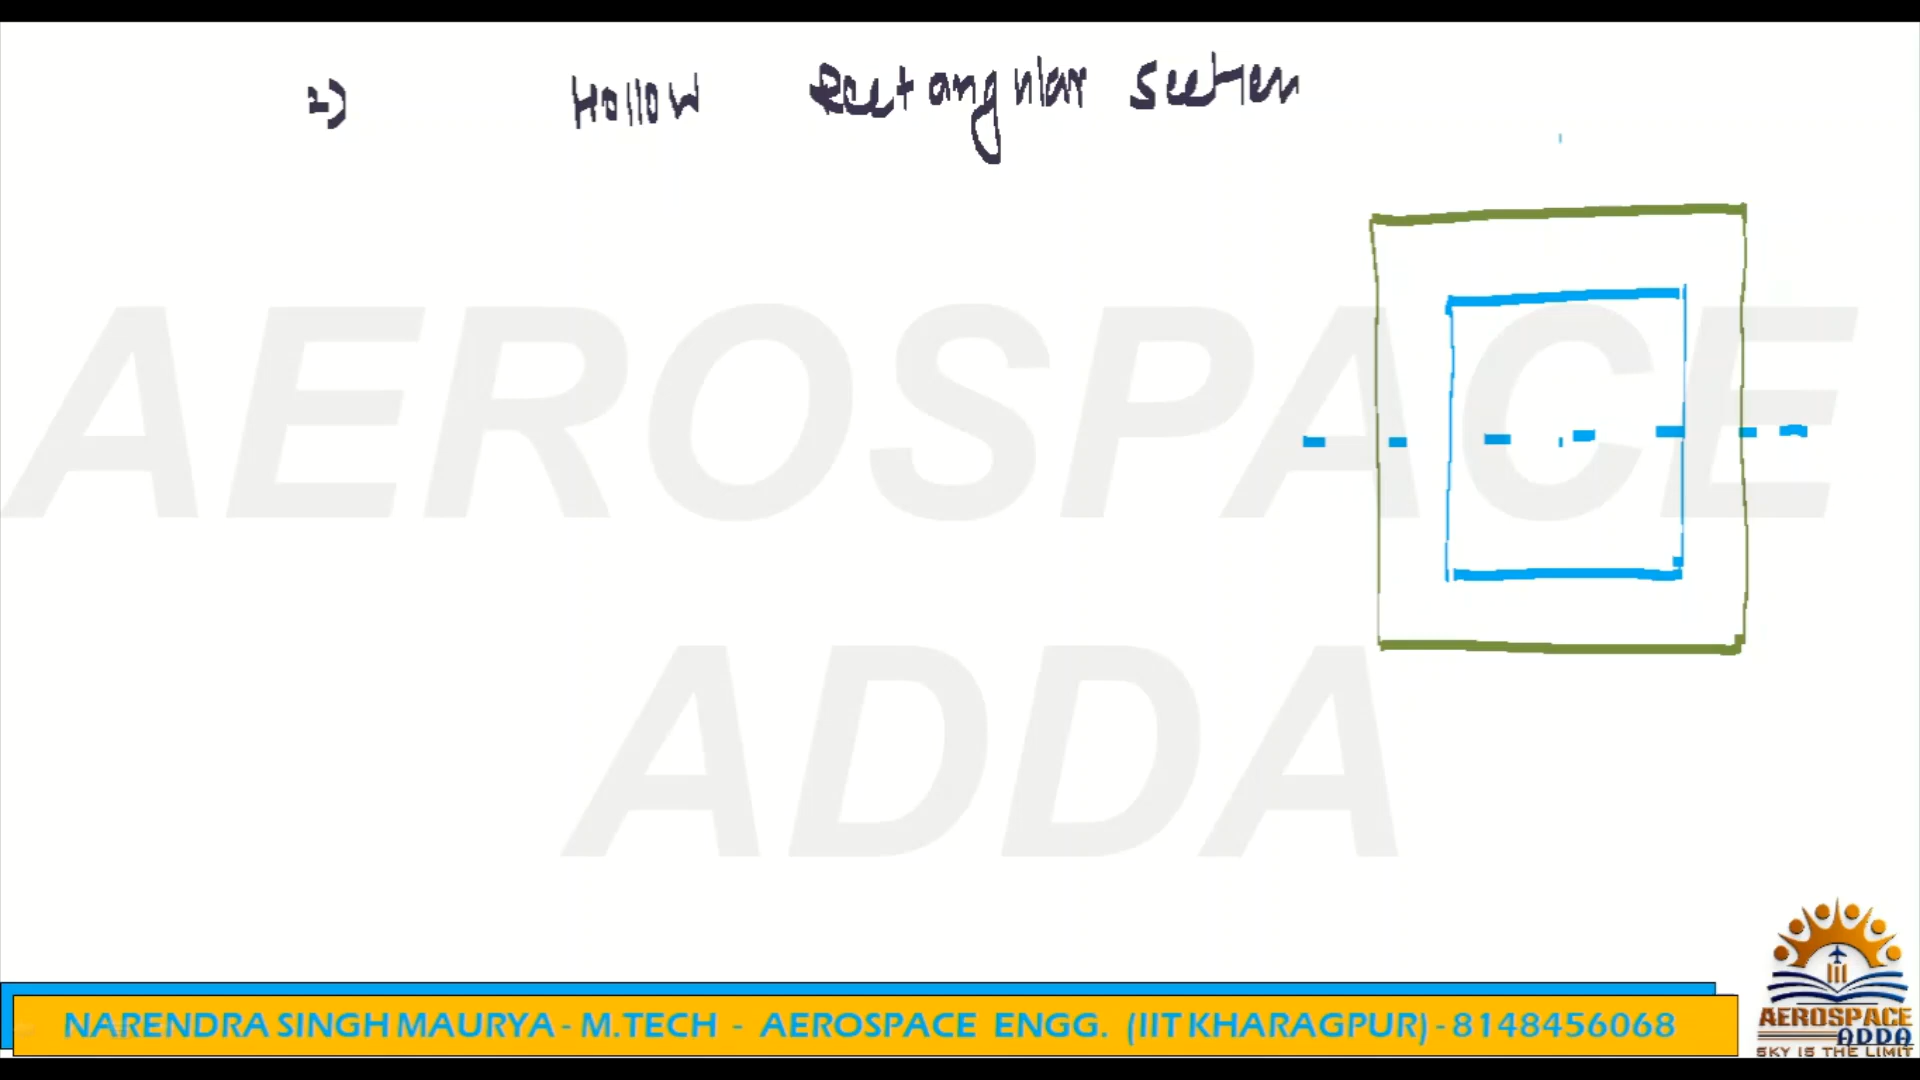 2) Hollow Rectangular Section
AEROSPACE
ADDA
NARENDRA SINGH MAURYA - M.TECH - AEROSPACE ENGG. (IIT KHARAGPUR) - 8148456068
AEROSPACE
ADDA
SKY IS THE LIMIT